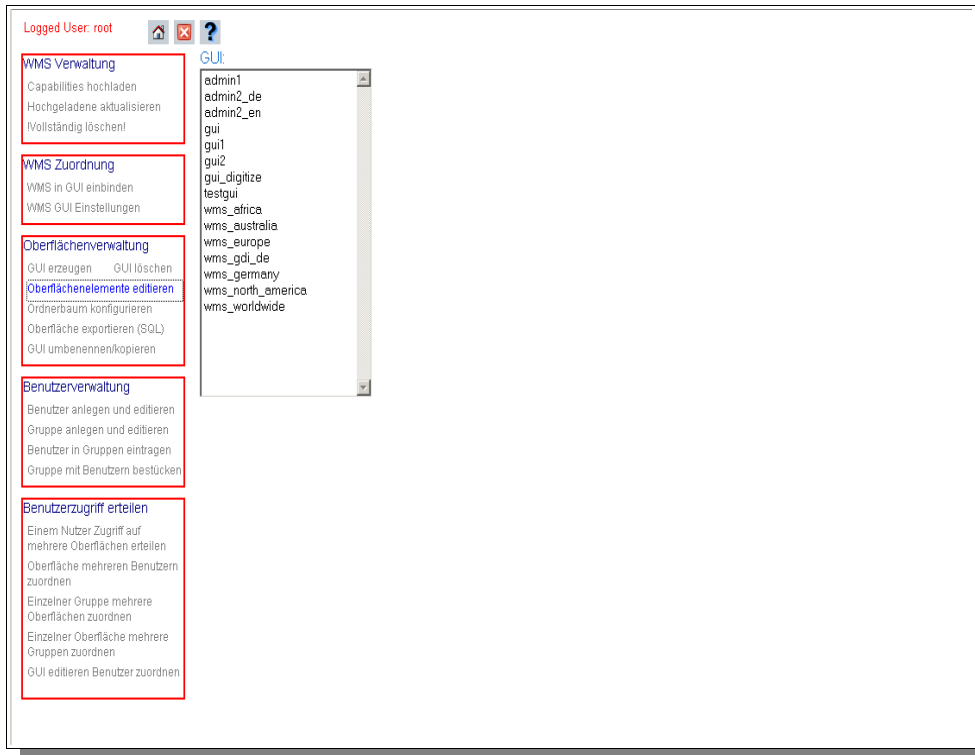 Logged User: root
?
WMS Verwaltung
Capabilities hochladen
Hochgeladene aktualisieren
!Vollständig löschen!
WMS Zuordnung
WMS in GUI einbinden
WMS GUI Einstellungen
Oberflächenverwaltung
GUI erzeugen GUI löschen
Oberflächenelemente editieren
Ordnerbaum konfigurieren
Oberfläche exportieren (SQL)
GUI umbenennen/kopieren
Benutzerverwaltung
Benutzer anlegen und editieren
Gruppe anlegen und editieren
Benutzer in Gruppen eintragen
Gruppe mit Benutzern bestücken
Benutzerzugriff erteilen
Einem Nutzer Zugriff auf
mehrere Oberflächen erteilen
Oberfläche mehreren Benutzern
zuordnen
Einzelner Gruppe mehrere
Oberflächen zuordnen
Einzelner Oberfläche mehrere
Gruppen zuordnen
GUI editieren Benutzer zuordnen
GUI:
admin1
admin2_de
admin2_en
gui
gui1
gui2
gui_digitize
testgui
wms_africa
wms_australia
wms_europe
wms_gdi_de
wms_germany
wms_north_america
wms_worldwide